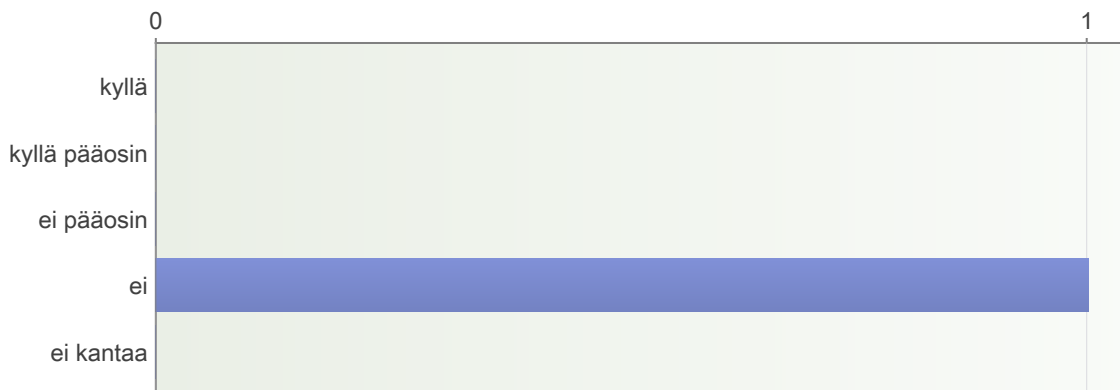 0 1
kyllä
kyllä pääosin
ei pääosin
ei
ei kantaa